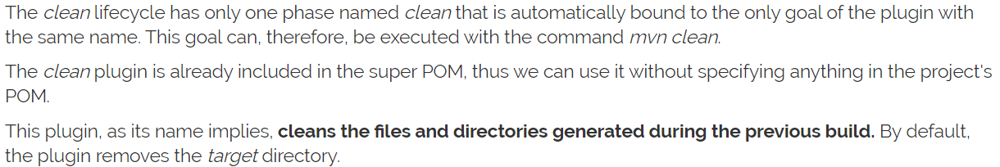 The clean lifecycle has only one phase named clean that is automatically bound to the only goal of the plugin with
the same name. This goal can, therefore, be executed with the command mvn clean.
The clean plugin is already included in the super POM, thus we can use it without specifying anything in the project's
POM.
This plugin, as its name implies, cleans the files and directories generated during the previous build. By default,
the plugin removes the target directory.